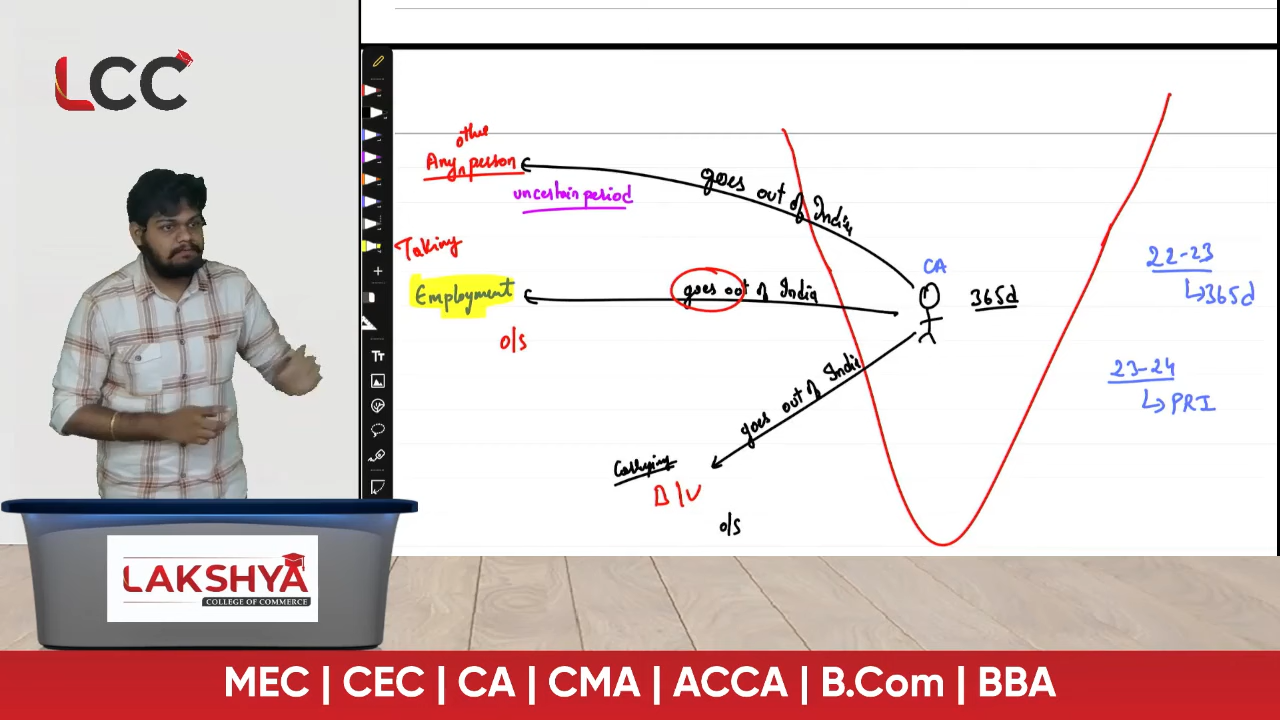 LCC
other
Any person
uncertain period
goes out of India
Taking
Employment
goes out of India
O/S
CA
365d
22-23
365d
23-24
PRI
goes out of India
Carrying
B/V
O/S
TT
LAKSHYA
COLLEGE OF COMMERCE
MEC | CEC | CA | CMA | ACCA | B.Com | BBA